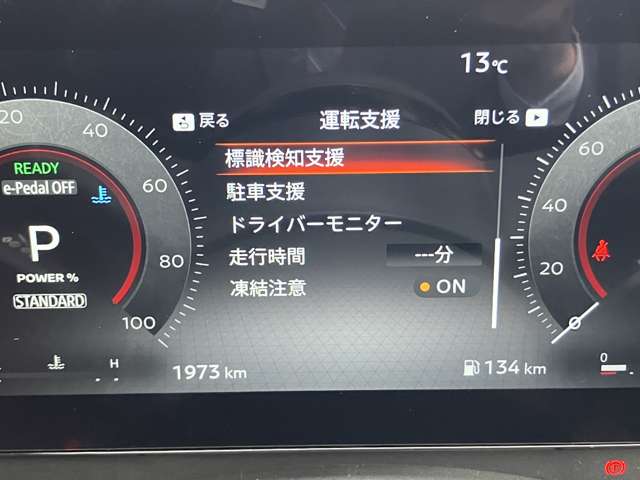 13℃
戻る 運転支援 閉じる
標識検知支援
駐車支援
ドライバーモニター
走行時間 ---分
凍結注意 ON
20 40 60 80 100
READY
e-Pedal OFF
P
POWER %
STANDARD
H
1973 km
134 km
60 40 20 0
0